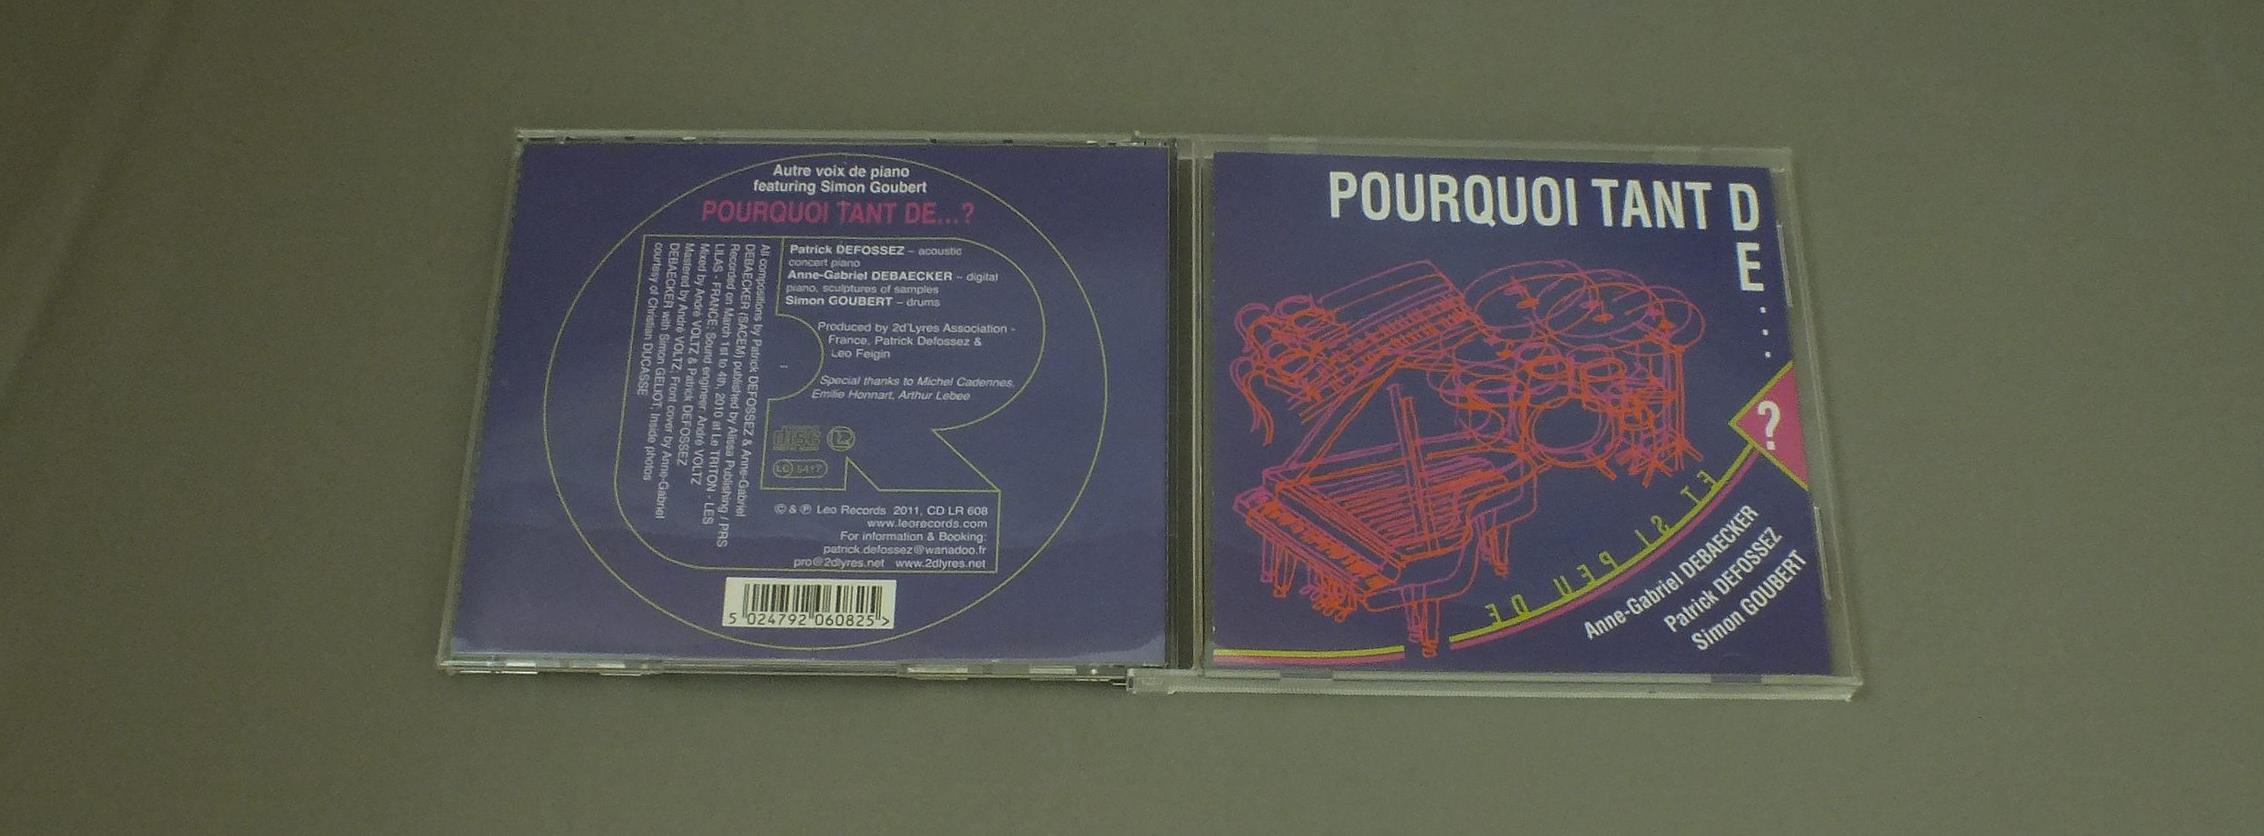 Autre voix de piano
featuring Simon Goubert
POURQUOI TANT DE...?
Patrick DEFOSSEZ – acoustic
concert piano
Anne-Gabriel DEBAECKER – digital
piano, sculptures of samples
Simon GOUBERT – drums
Produced by 2d'Lyres Association -
France, Patrick Defossez &
Leo Feigin
Special thanks to Michel Cadennes,
Emilie Honnart, Arthur Lebee
All compositions by Patrick DEFOSSEZ & Anne-Gabriel
DEBAECKER (SACEM) published by Alissa Publishing / PRS
Recorded on March 1st to 4th, 2010 at Le TRITON - LES
LILAS - FRANCE; Sound engineer: André VOLTZ
Mixed by André VOLTZ & Patrick DEFOSSEZ
Mastered by André VOLTZ; Front cover by Anne-Gabriel
DEBAECKER with Simon GELIOT; Inside photos
courtesy of Christian DUCASSE
disc
LR
LC 5417
© & ℗ Leo Records 2011, CD LR 608
www.leorecords.com
For information & Booking:
patrick.defossez@wanadoo.fr
pro@2dlyres.net www.2dlyres.net
5 024792 060825 >
POURQUOI TANT D
E
...
?
ET SI PEU DE
Anne-Gabriel DEBAECKER
Patrick DEFOSSEZ
Simon GOUBERT